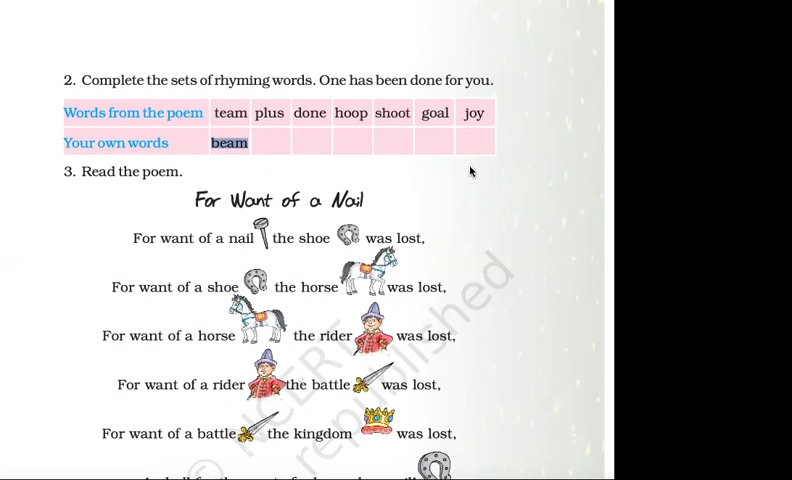 2. Complete the sets of rhyming words. One has been done for you.
Words from the poem team plus done hoop shoot goal joy
Your own words beam
3. Read the poem.
For Want of a Nail
For want of a nail the shoe was lost,
For want of a shoe the horse was lost,
For want of a horse the rider was lost,
For want of a rider the battle was lost,
For want of a battle the kingdom was lost,
© NCERT
republished